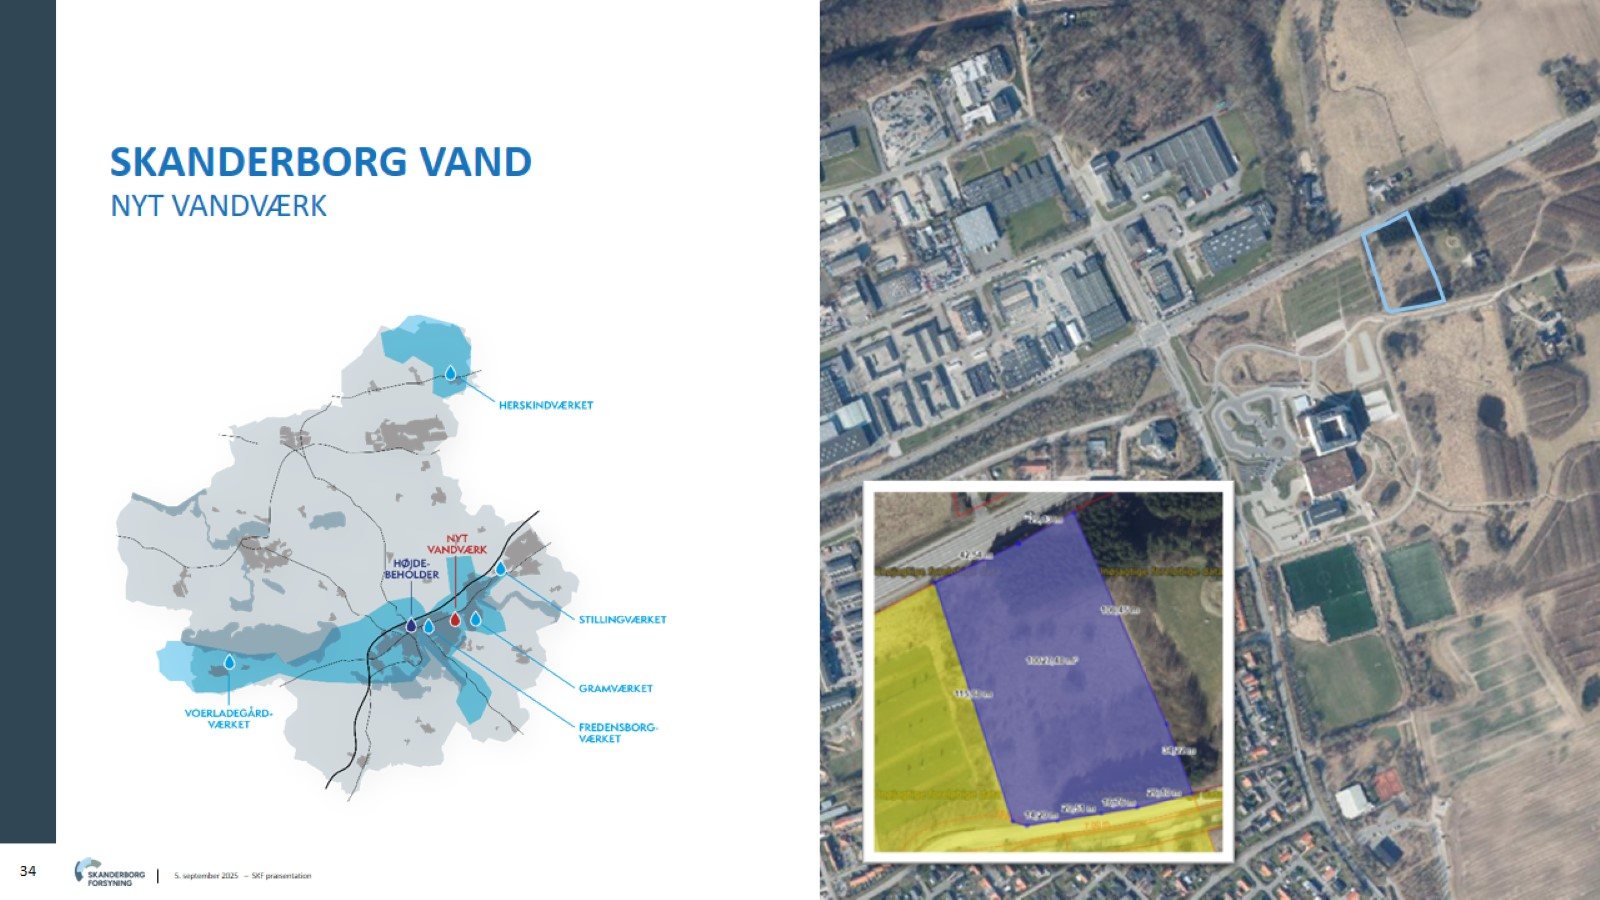 SKANDERBORG VAND
NYT VANDVÆRK
HERSKINDVÆRKET
NYT
VANDVÆRK
HØJDE-
BEHOLDER
STILLINGVÆRKET
GRAMVÆRKET
FREDENSBORG-
VÆRKET
VOERLADEGÅRD-
VÆRKET
34
SKANDERBORG
FORSYNING
5. september 2025 – SKF præsentation